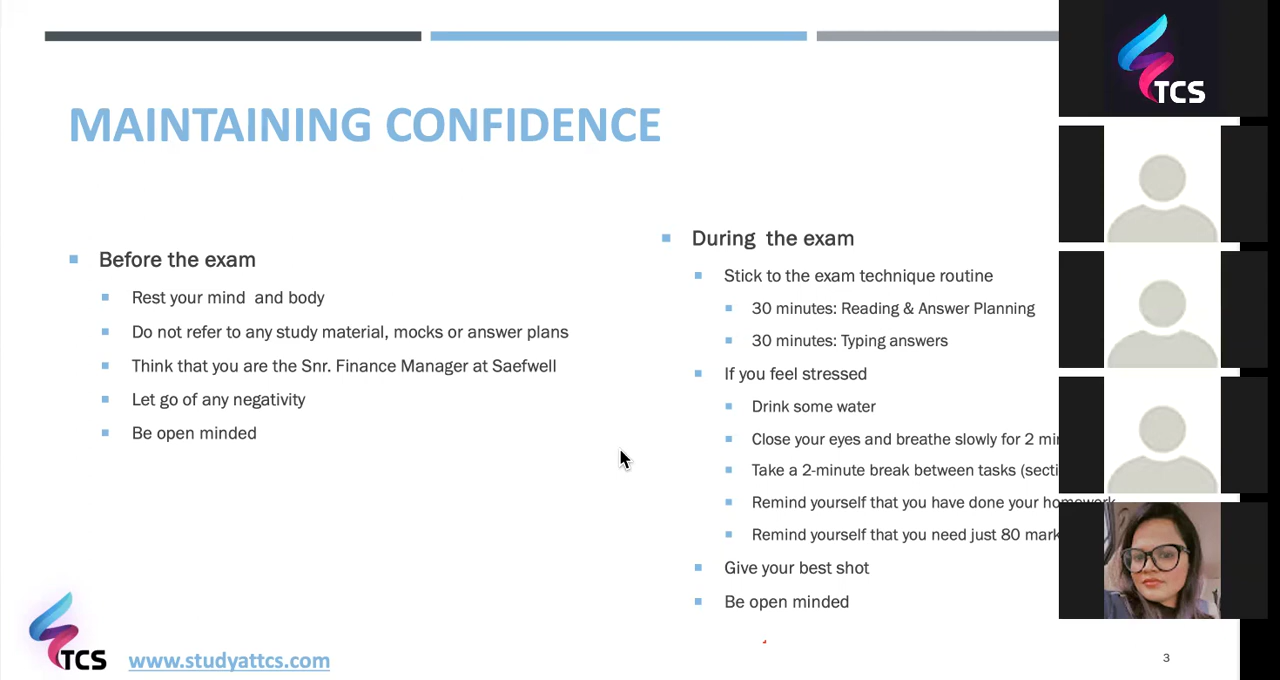 MAINTAINING CONFIDENCE
Before the exam
Rest your mind and body
Do not refer to any study material, mocks or answer plans
Think that you are the Snr. Finance Manager at Saefwell
Let go of any negativity
Be open minded
During the exam
Stick to the exam technique routine
30 minutes: Reading & Answer Planning
30 minutes: Typing answers
If you feel stressed
Drink some water
Close your eyes and breathe slowly for 2
Take a 2-minute break between tasks
Remind yourself that you have done your homework
Remind yourself that you need just 80
Give your best shot
Be open minded
TCS
TCS
www.studyattcs.com
3